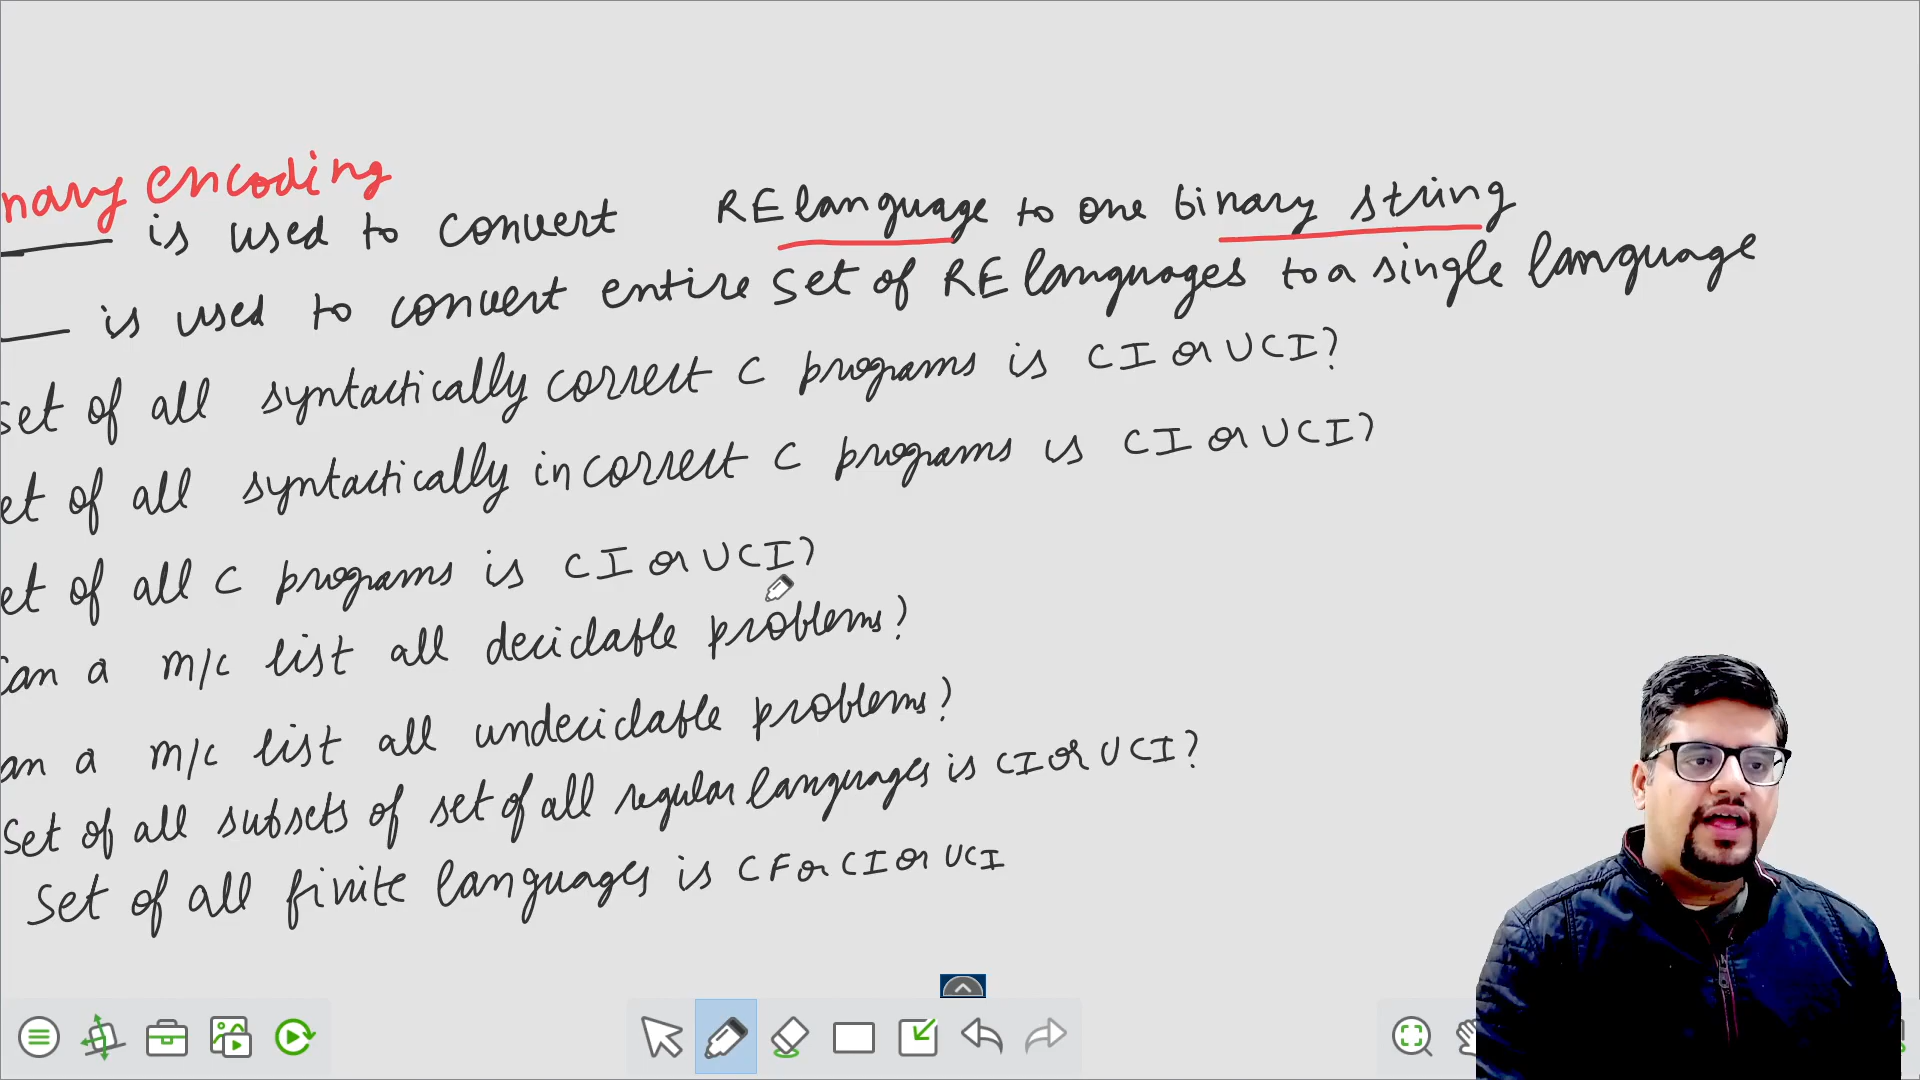 nary encoding
is used to convert RE language to one binary string
is used to convert entire set of RE languages to a single language
set of all syntactically correct C programs is CI or UCI?
et of all syntactically incorrect C programs is CI or UCI?
et of all C programs is CI or UCI?
Can a m/c list all decidable problems?
an a m/c list all undecidable problems?
Set of all subsets of set of all regular languages is CI or UCI?
Set of all finite languages is CF or CI or UCI